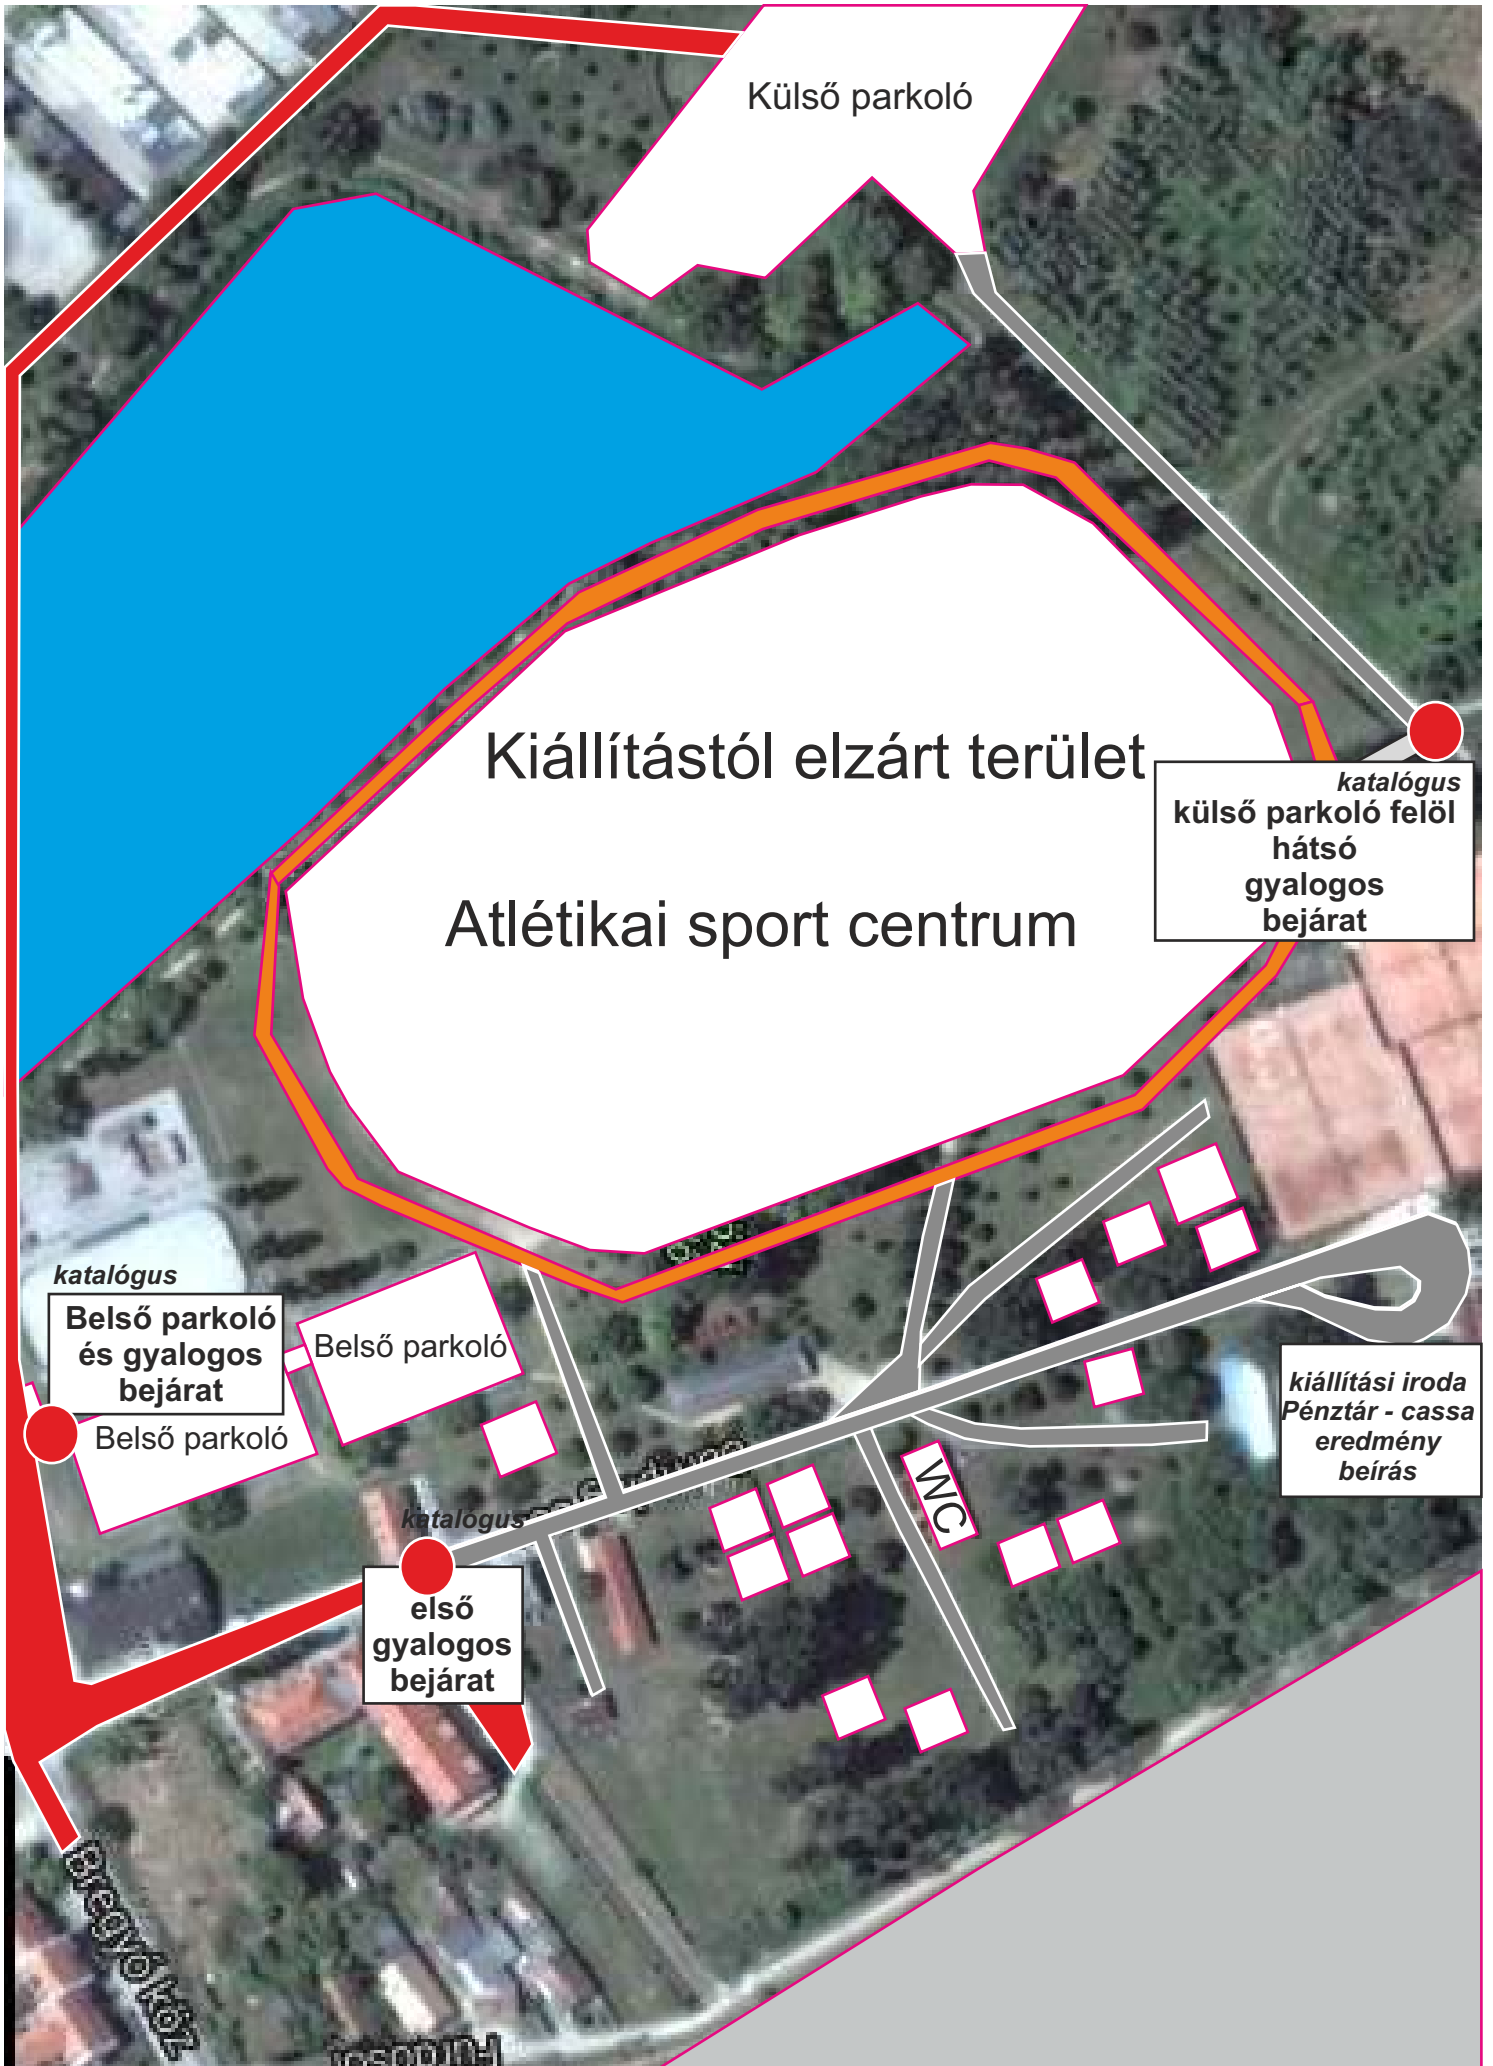 Külső parkoló
Kiállítástól elzárt terület
Atlétikai sport centrum
katalógus
külső parkoló felöl
hátsó
gyalogos
bejárat
katalógus
Belső parkoló
és gyalogos
bejárat
Belső parkoló
Belső parkoló
kiállítási iroda
Pénztár - cassa
eredmény
beírás
WC
katalógus
első
gyalogos
bejárat
Bregyó köz